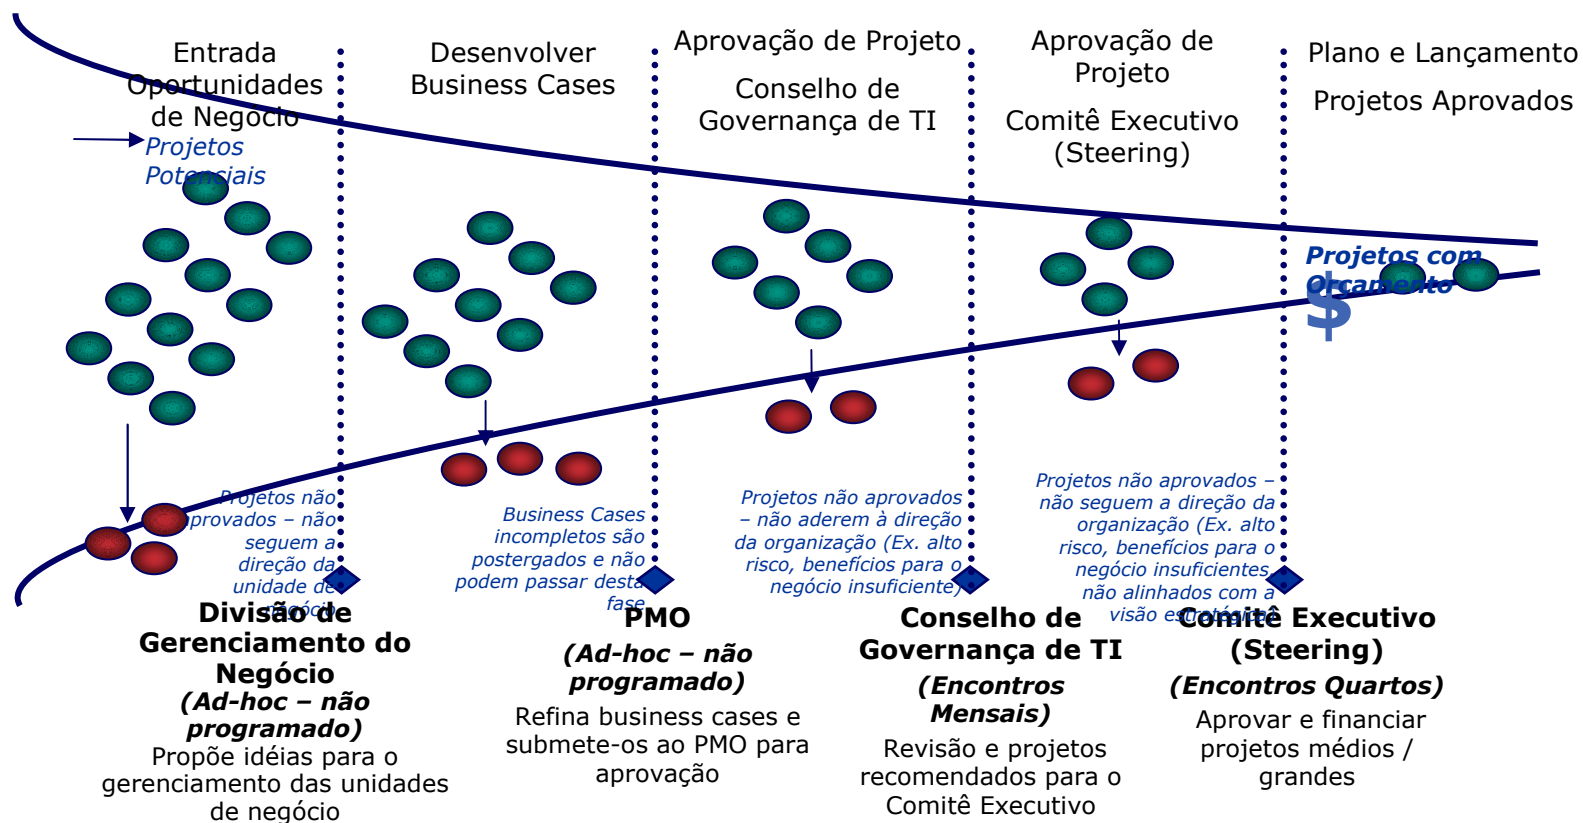 Entrada
Oportunidades
de Negócio
Projetos
Potenciais
Desenvolver
Business Cases
Aprovação de Projeto
Conselho de
Governança de TI
Aprovação de
Projeto
Comitê Executivo
(Steering)
Plano e Lançamento
Projetos Aprovados
Projetos com
Orçamento
$
Projetos não
aprovados – não
seguem a
direção da
unidade de
negócio
Business Cases
incompletos são
postergados e não
podem passar desta
fase
Projetos não aprovados
– não aderem à direção
da organização (Ex. alto
risco, benefícios para o
negócio insuficiente)
Projetos não aprovados –
não seguem a direção da
organização (Ex. alto
risco, benefícios para o
negócio insuficientes,
não alinhados com a
visão estratégica)
Divisão de
Gerenciamento do
Negócio
(Ad-hoc – não
programado)
Propõe idéias para o
gerenciamento das unidades
de negócio
PMO
(Ad-hoc – não
programado)
Refina business cases e
submete-os ao PMO para
aprovação
Conselho de
Governança de TI
(Encontros
Mensais)
Revisão e projetos
recomendados para o
Comitê Executivo
Comitê Executivo
(Steering)
(Encontros Quartos)
Aprovar e financiar
projetos médios /
grandes